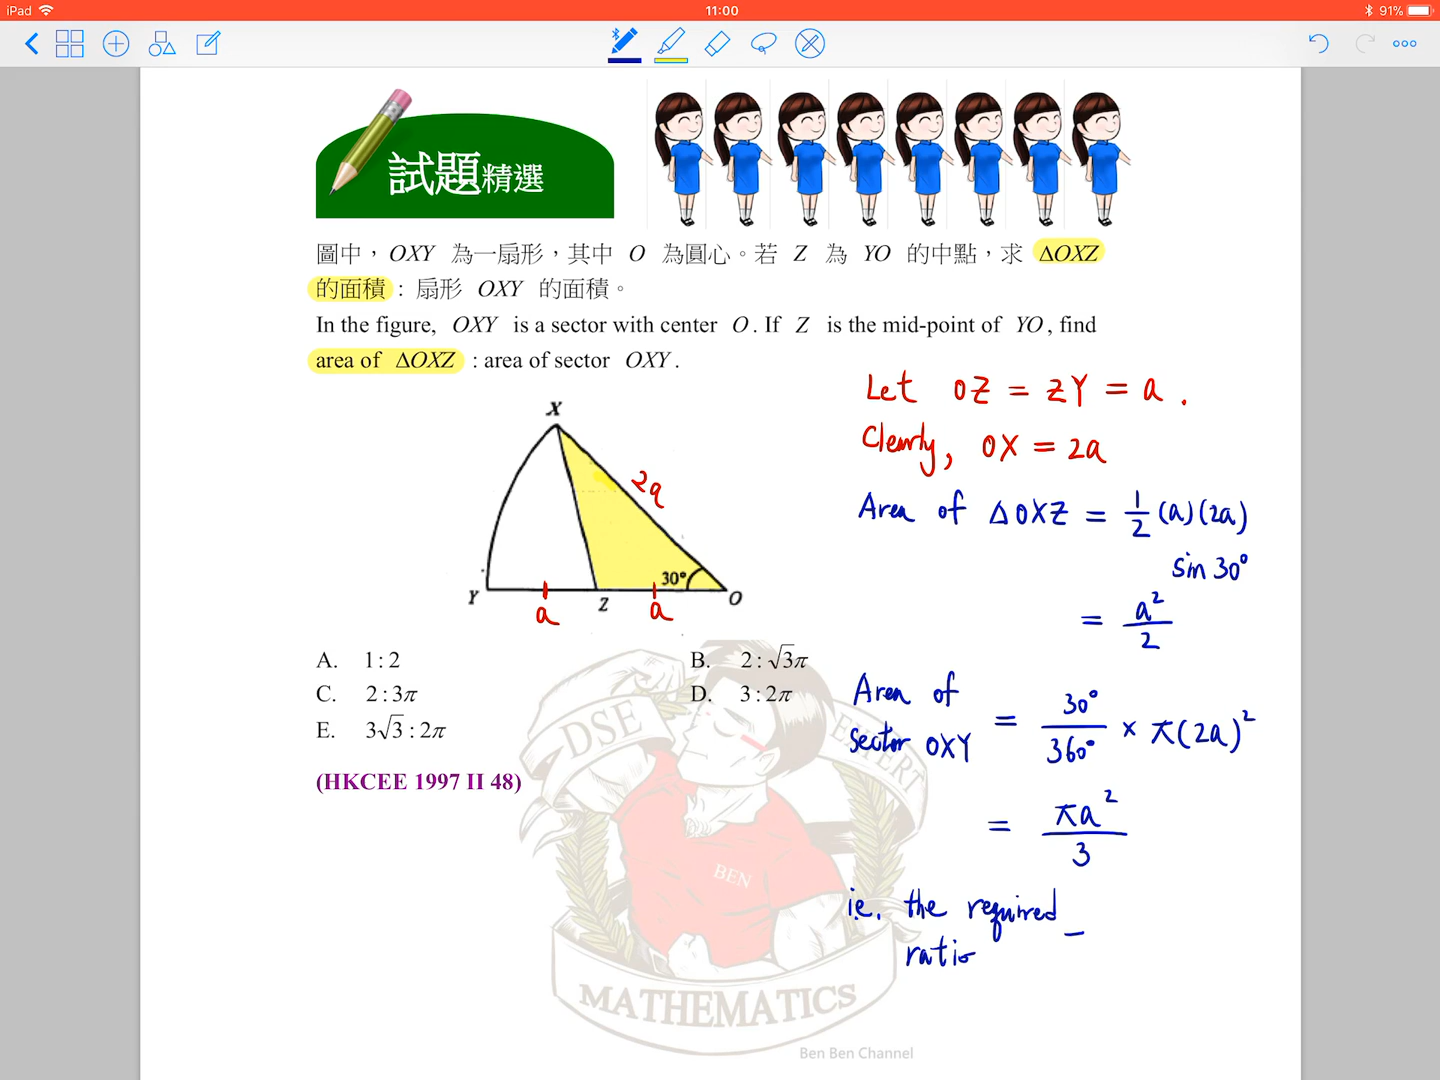 iPad
11:00
91%
試題精選
圖中，OXY 為一扇形，其中 O 為圓心。若 Z 為 YO 的中點，求 ΔOXZ
的面積 : 扇形 OXY 的面積。
In the figure, OXY is a sector with center O. If Z is the mid-point of YO, find
area of ΔOXZ : area of sector OXY.
X
2a
30°
Y
Z
O
a
a
A. 1 : 2
B. 2 : √3π
C. 2 : 3π
D. 3 : 2π
E. 3√3 : 2π
(HKCEE 1997 II 48)
Let OZ = ZY = a .
Clearly, OX = 2a
Area of ΔOXZ = 1/2 (a)(2a)
sin 30°
= a²/2
Area of
sector OXY = 30°/360° × π(2a)²
= πa²/3
i.e. the required
ratio =
DSE
EXPERT
BEN
MATHEMATICS
Ben Ben Channel